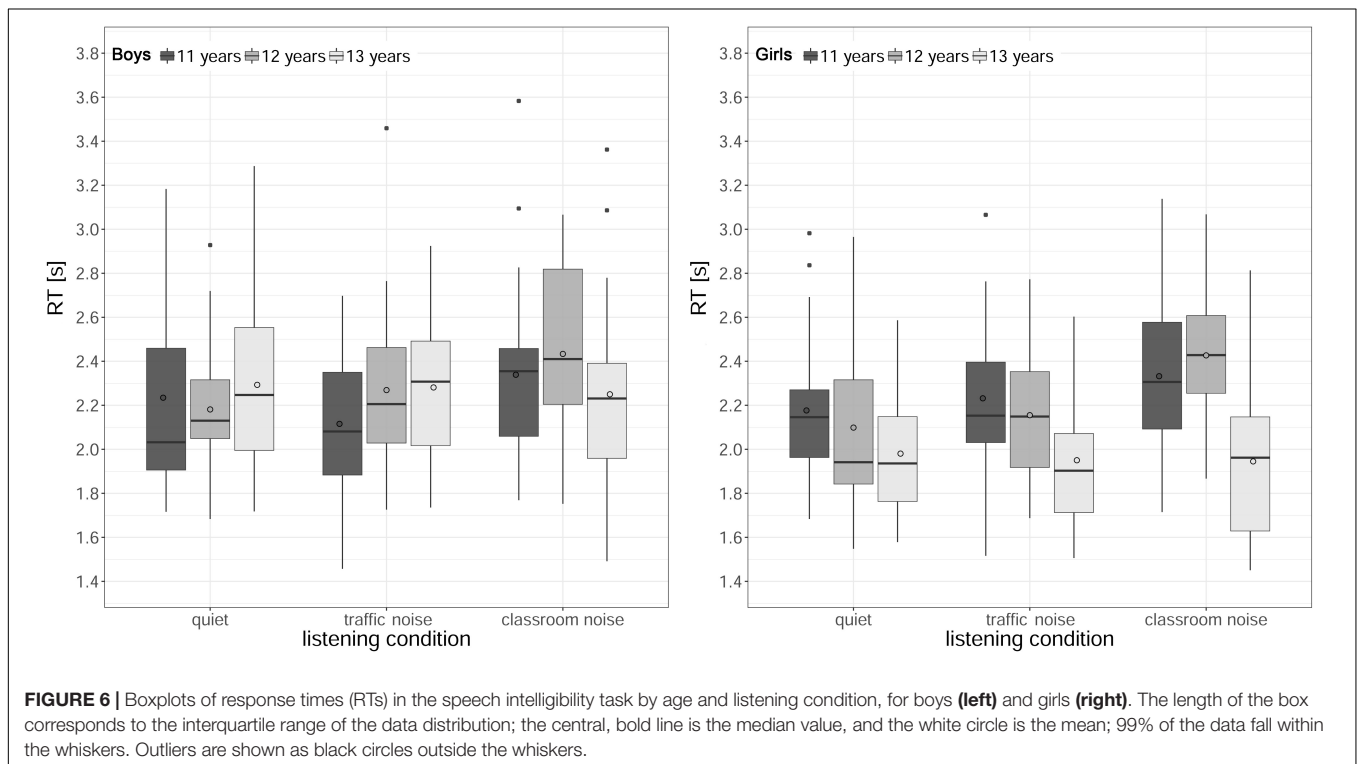 Boys 11 years 12 years 13 years
3.8
3.6
3.4
3.2
3.0
2.8
2.6
2.4
2.2
2.0
1.8
1.6
1.4
RT [s]
quiet traffic noise classroom noise
listening condition
Girls 11 years 12 years 13 years
3.8
3.6
3.4
3.2
3.0
2.8
2.6
2.4
2.2
2.0
1.8
1.6
1.4
RT [s]
quiet traffic noise classroom noise
listening condition
FIGURE 6 | Boxplots of response times (RTs) in the speech intelligibility task by age and listening condition, for boys (left) and girls (right). The length of the box
corresponds to the interquartile range of the data distribution; the central, bold line is the median value, and the white circle is the mean; 99% of the data fall within
the whiskers. Outliers are shown as black circles outside the whiskers.